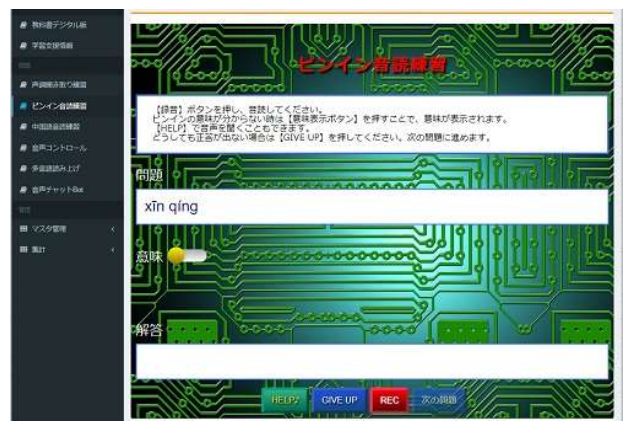 教科書デジタル版
学習支援情報
声調聞き取り練習
ピンイン音読練習
中国語音読練習
音声コントロール
多言語読み上げ
音声チャットBot
管理
マスタ管理
集計
ピンイン音読練習
【録音】ボタンを押し、音読してください。
ピンインの意味が分からない時は【意味表示ボタン】を押すことで、意味が表示されます。
【HELP】で音声を聞くこともできます。
どうしても正答が出ない場合は【GIVE UP】を押してください。次の問題に進めます。
問題
xīn qíng
意味
解答
HELP♪ GIVE UP REC 次の問題